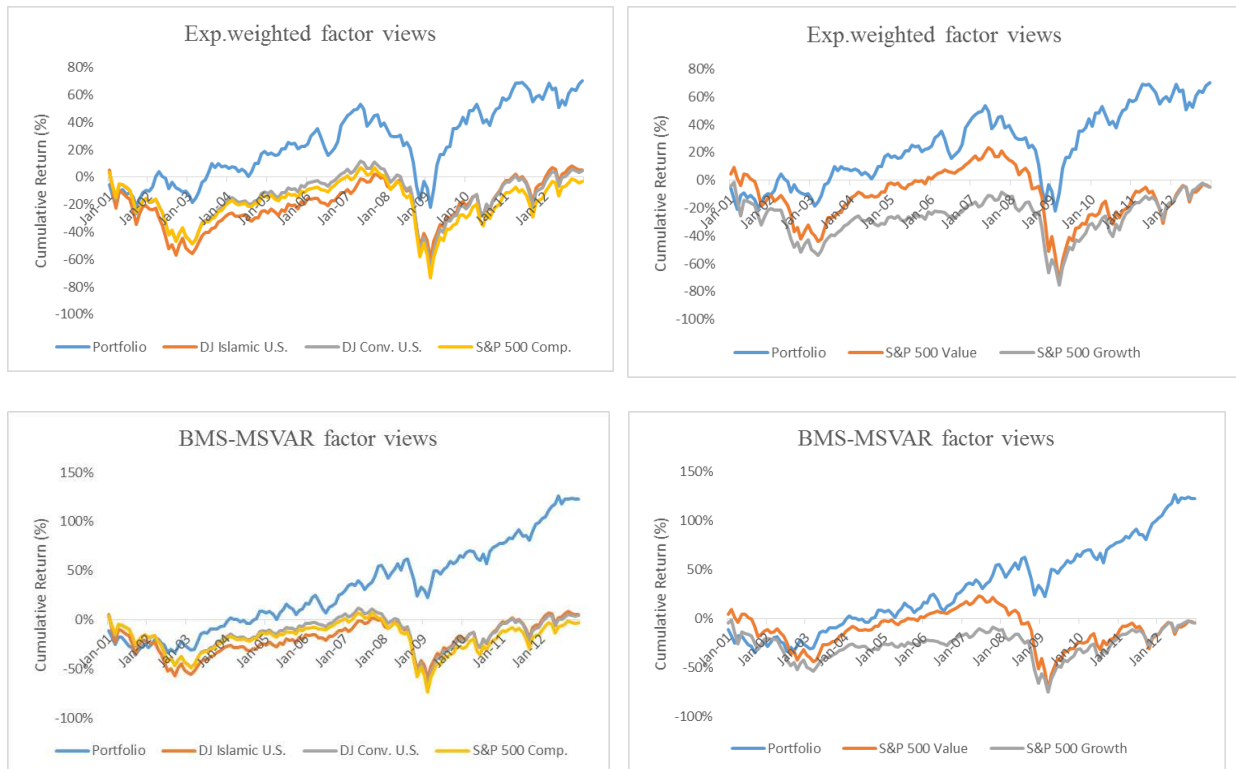 Exp.weighted factor views
Cumulative Return (%)
80%
60%
40%
20%
0%
-20%
-40%
-60%
-80%
-100%
Jan-01
Jan-02
Jan-03
Jan-04
Jan-05
Jan-06
Jan-07
Jan-08
Jan-09
Jan-10
Jan-11
Jan-12
Portfolio DJ Islamic U.S. DJ Conv. U.S. S&P 500 Comp.
Exp.weighted factor views
Cumulative Return (%)
80%
60%
40%
20%
0%
-20%
-40%
-60%
-80%
-100%
Jan-01
Jan-02
Jan-03
Jan-04
Jan-05
Jan-06
Jan-07
Jan-08
Jan-09
Jan-10
Jan-11
Jan-12
Portfolio S&P 500 Value S&P 500 Growth
BMS-MSVAR factor views
Cumulative Return (%)
150%
100%
50%
0%
-50%
-100%
Jan-01
Jan-02
Jan-03
Jan-04
Jan-05
Jan-06
Jan-07
Jan-08
Jan-09
Jan-10
Jan-11
Jan-12
Portfolio DJ Islamic U.S. DJ Conv. U.S. S&P 500 Comp.
BMS-MSVAR factor views
Cumulative Return (%)
150%
100%
50%
0%
-50%
-100%
Jan-01
Jan-02
Jan-03
Jan-04
Jan-05
Jan-06
Jan-07
Jan-08
Jan-09
Jan-10
Jan-11
Jan-12
Portfolio S&P 500 Value S&P 500 Growth